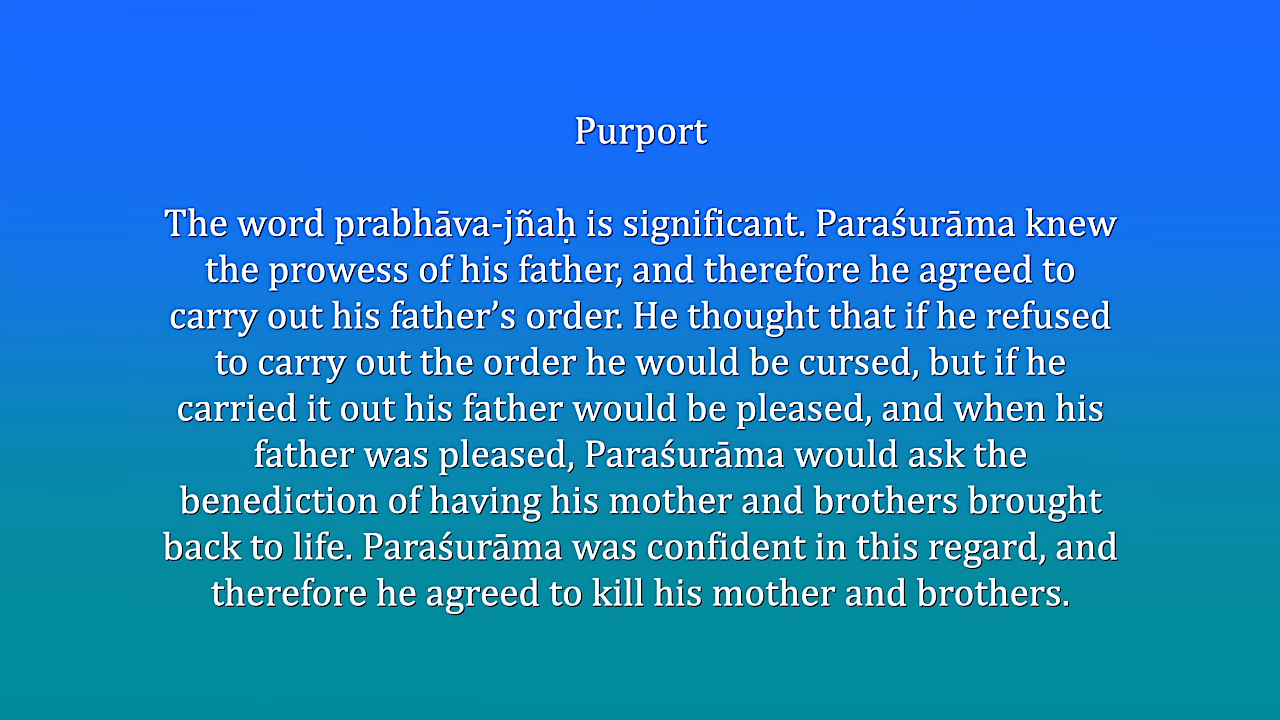 Purport
The word prabhāva-jñaḥ is significant. Paraśurāma knew
the prowess of his father, and therefore he agreed to
carry out his father’s order. He thought that if he refused
to carry out the order he would be cursed, but if he
carried it out his father would be pleased, and when his
father was pleased, Paraśurāma would ask the
benediction of having his mother and brothers brought
back to life. Paraśurāma was confident in this regard, and
therefore he agreed to kill his mother and brothers.